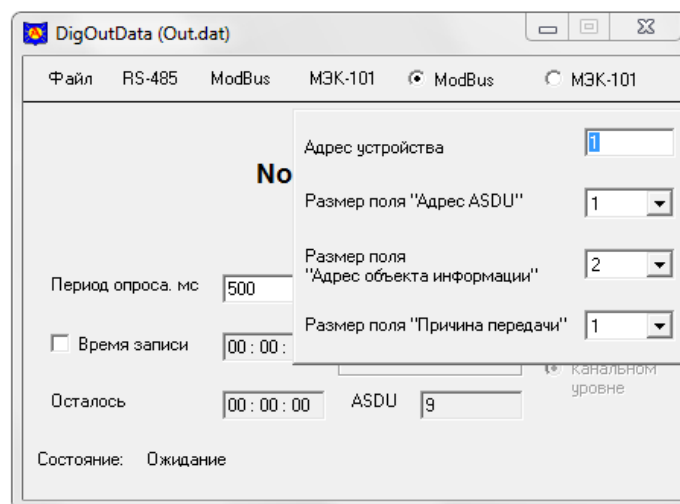 DigOutData (Out.dat)
Файл RS-485 ModBus МЭК-101 ModBus МЭК-101
No
Адрес устройства 1
Размер поля "Адрес ASDU" 1
Размер поля
"Адрес объекта информации" 2
Размер поля "Причина передачи" 1
Период опроса. мс 500
Время записи 00 : 00 :
канальном
уровне
Осталось 00 : 00 : 00 ASDU 9
Состояние: Ожидание